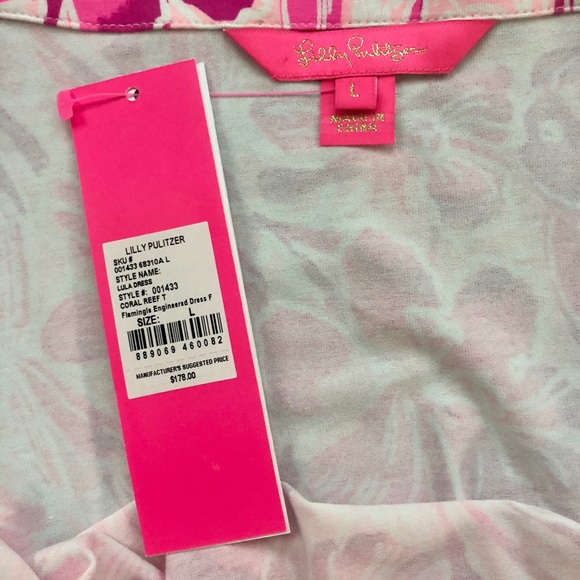 Lilly Pulitzer
L
MADE IN
CHINA
LILLY PULITZER
SKU #
001433 68310A L
STYLE NAME:
LULA DRESS
STYLE #: 001433
CORAL REEF T
Flamingle Engineered Dress F
SIZE: L
889069 460082
MANUFACTURER'S SUGGESTED PRICE
$178.00